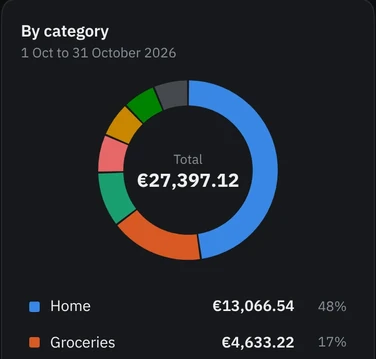 By category
1 Oct to 31 October 2026
Total
€27,397.12
Home €13,066.54 48%
Groceries €4,633.22 17%